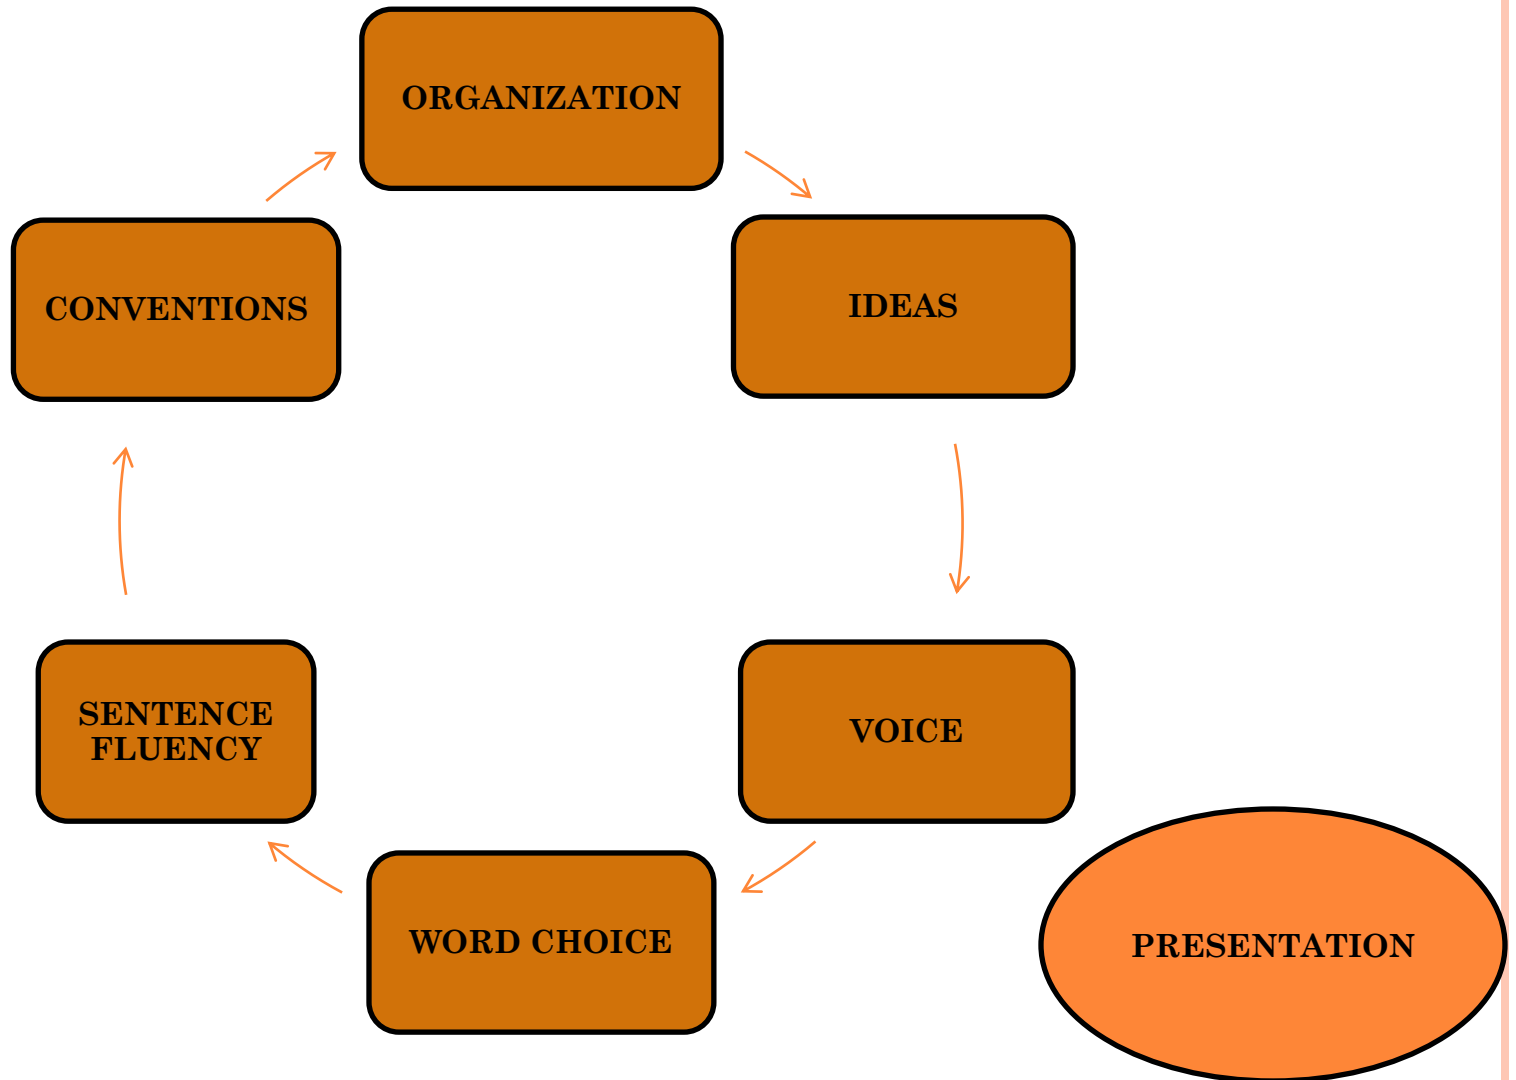 ORGANIZATION
IDEAS
VOICE
WORD CHOICE
SENTENCE
FLUENCY
CONVENTIONS
PRESENTATION